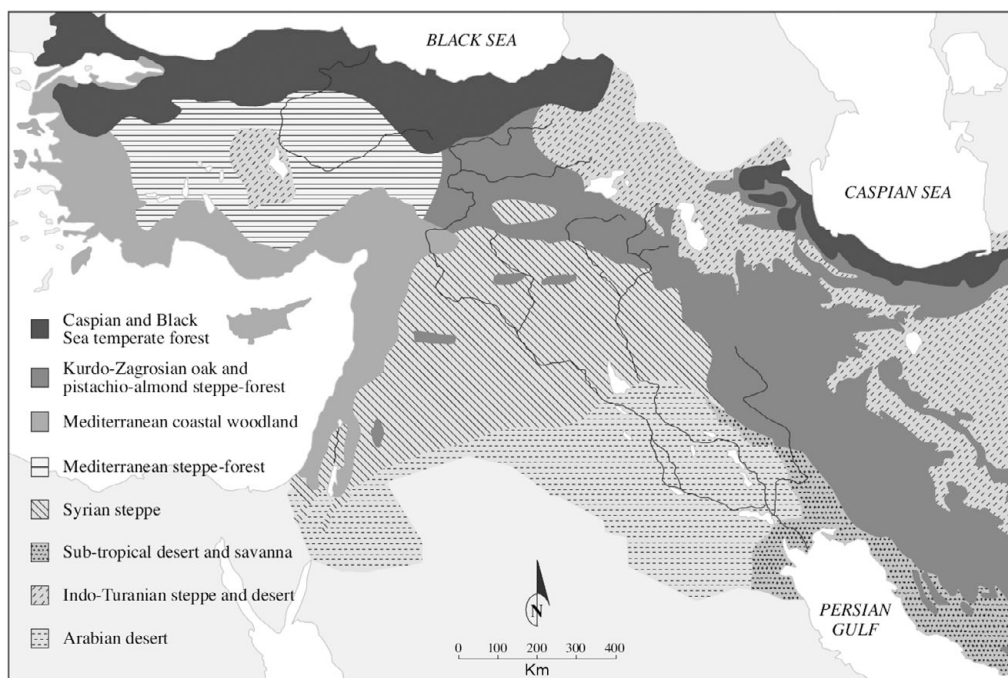 BLACK SEA
CASPIAN SEA
Caspian and Black
Sea temperate forest
Kurdo-Zagrosian oak and
pistachio-almond steppe-forest
Mediterranean coastal woodland
Mediterranean steppe-forest
Syrian steppe
Sub-tropical desert and savanna
Indo-Turanian steppe and desert
Arabian desert
N
0 200 400
Km
PERSIAN
GULF